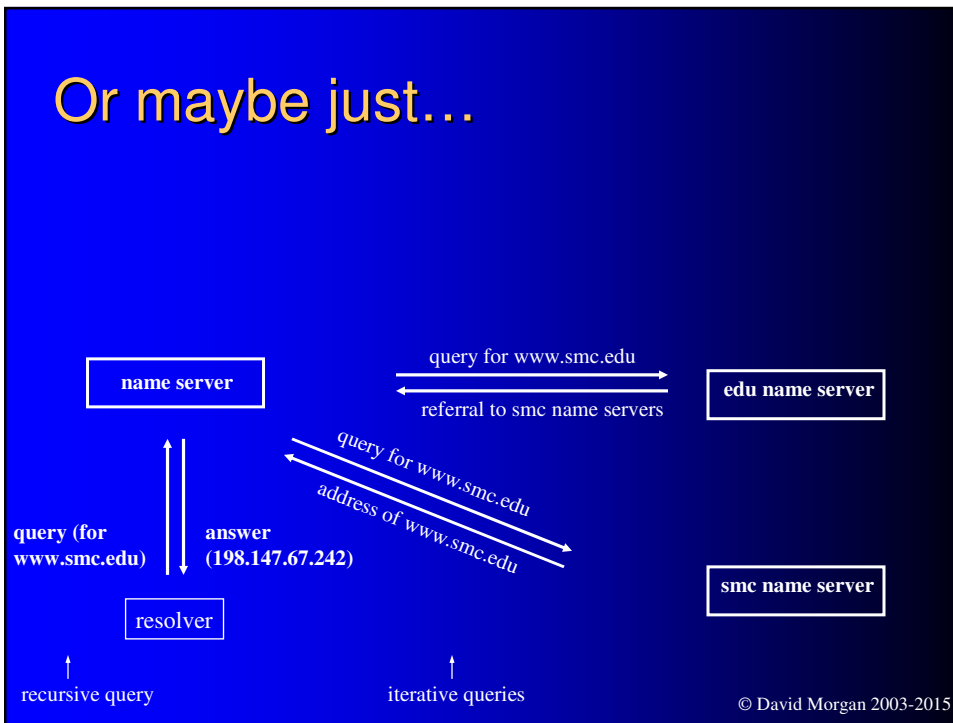 Or maybe just…
query for www.smc.edu
name server
edu name server
referral to smc name servers
query for www.smc.edu
address of www.smc.edu
query (for
www.smc.edu)
answer
(198.147.67.242)
smc name server
resolver
recursive query
iterative queries
© David Morgan 2003-2015